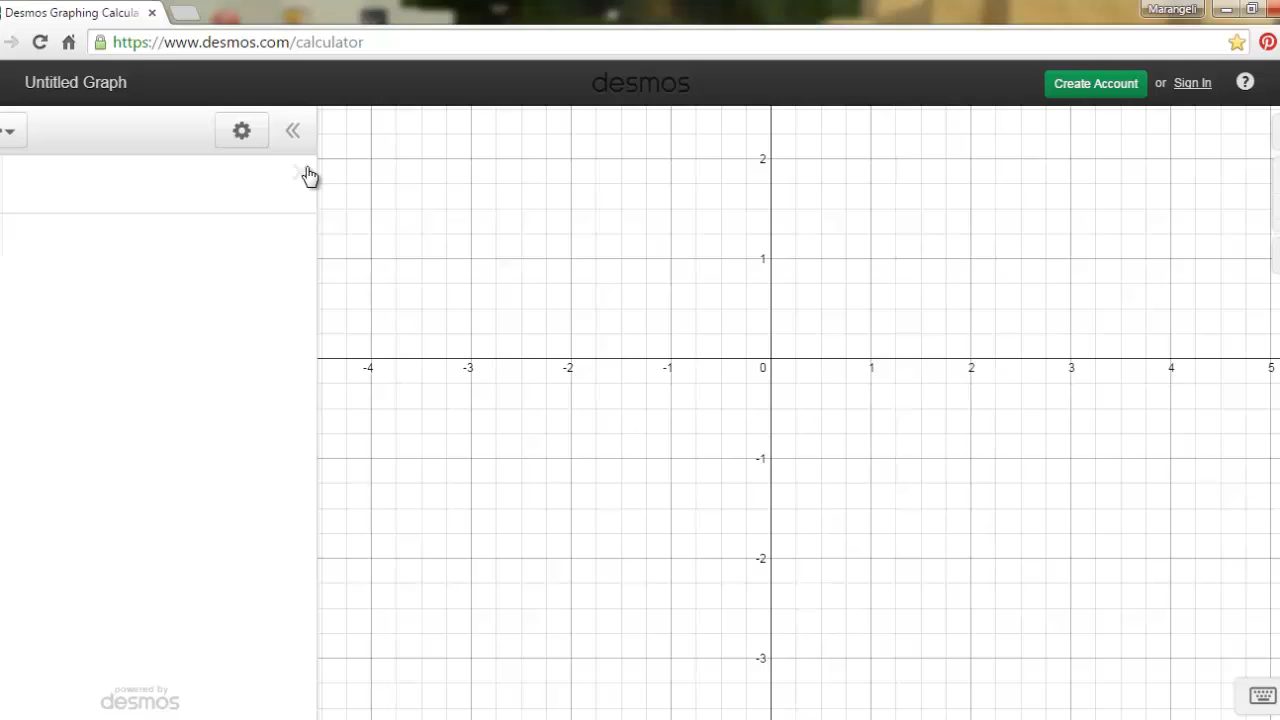 Desmos Graphing Calcula
Marangeli
https://www.desmos.com/calculator
Untitled Graph
desmos
Create Account or Sign In ?
2
1
-4 -3 -2 -1 0 1 2 3 4 5
-1
-2
-3
powered by
desmos